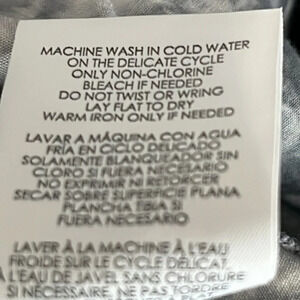 MACHINE WASH IN COLD WATER
ON THE DELICATE CYCLE
ONLY NON-CHLORINE
BLEACH IF NEEDED
DO NOT TWIST OR WRING
LAY FLAT TO DRY
WARM IRON ONLY IF NEEDED
LAVAR A MÁQUINA CON AGUA
FRÍA EN CICLO DELICADO
SOLAMENTE BLANQUEADOR SIN
CLORO SI FUERA NECESARIO
NO EXPRIMIR NI RETORCER
SECAR SOBRE SUPERFICIE PLANA
PLANCHA TIBIA SI
FUERA NECESARIO
LAVER À LA MACHINE À L'EAU
FROIDE SUR LE CYCLE DÉLICAT.
À L'EAU DE JAVEL SANS CHLORURE
SI NÉCESSAIRE. NE PAS TORDRE